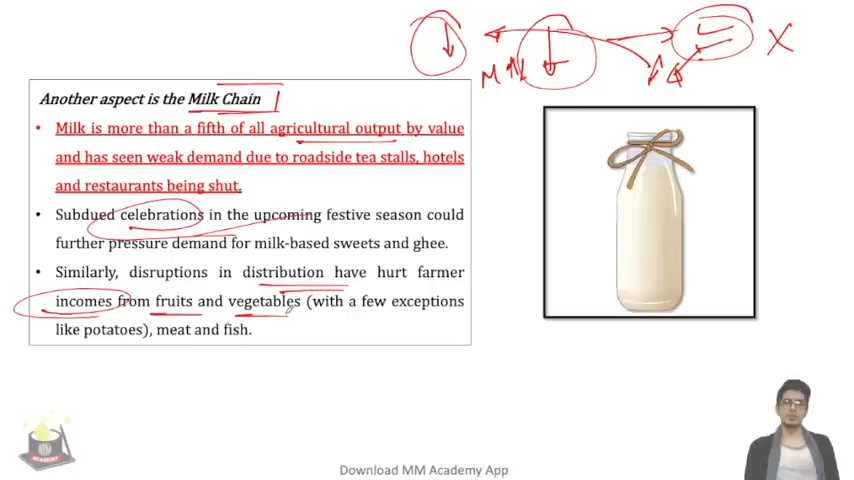 Another aspect is the Milk Chain
• Milk is more than a fifth of all agricultural output by value
and has seen weak demand due to roadside tea stalls, hotels
and restaurants being shut.
• Subdued celebrations in the upcoming festive season could
further pressure demand for milk-based sweets and ghee.
• Similarly, disruptions in distribution have hurt farmer
incomes from fruits and vegetables (with a few exceptions
like potatoes), meat and fish.
Download MM Academy App